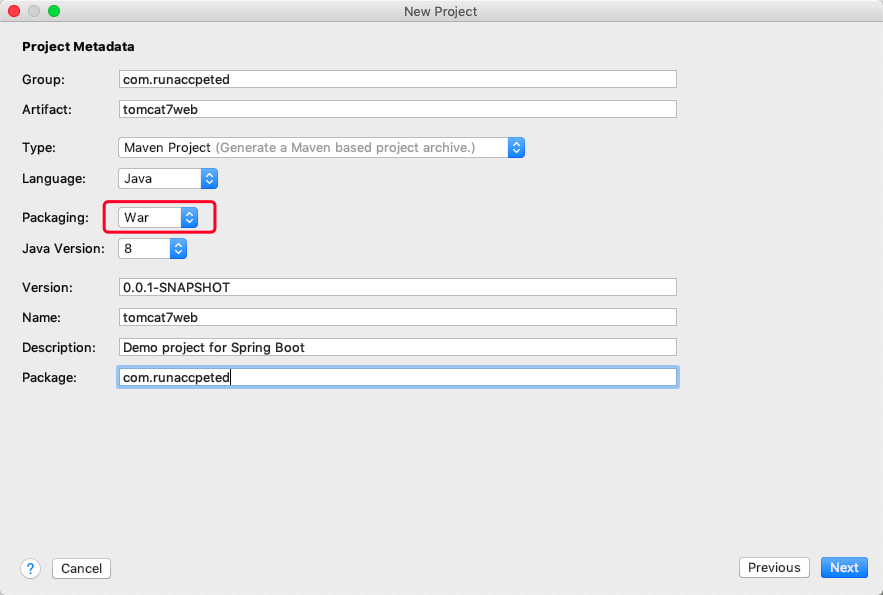 New Project
Project Metadata
Group: com.runaccpeted
Artifact: tomcat7web
Type: Maven Project (Generate a Maven based project archive.)
Language: Java
Packaging: War
Java Version: 8
Version: 0.0.1-SNAPSHOT
Name: tomcat7web
Description: Demo project for Spring Boot
Package: com.runaccpeted
? Cancel Previous Next